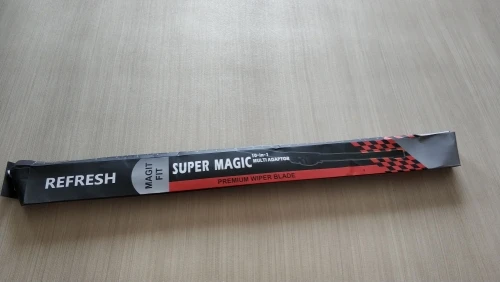 REFRESH
MAGIT
FIT
SUPER MAGIC
10-in-1
MULTI ADAPTOR
PREMIUM WIPER BLADE